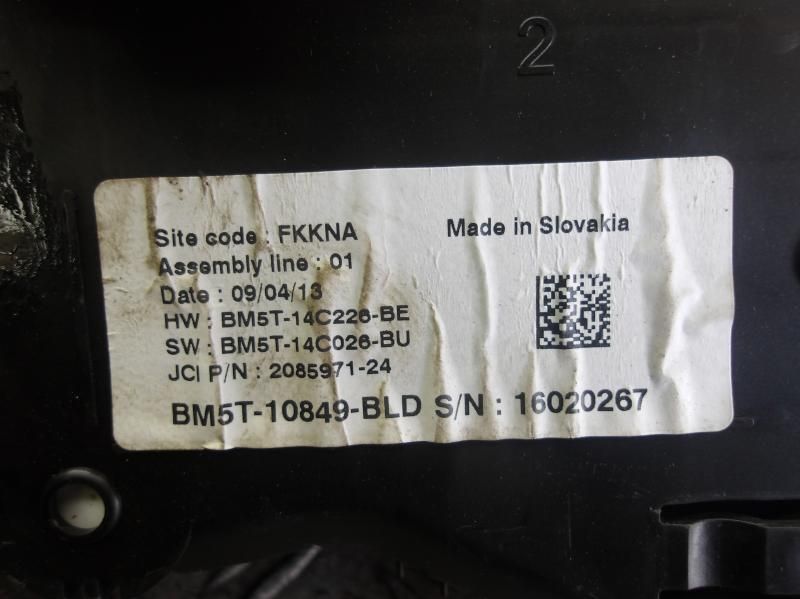 2
Site code : FKKNA Made in Slovakia
Assembly line : 01
Date : 09/04/13
HW : BM5T-14C226-BE
SW : BM5T-14C026-BU
JCI P/N : 2085971-24
BM5T-10849-BLD S/N : 16020267